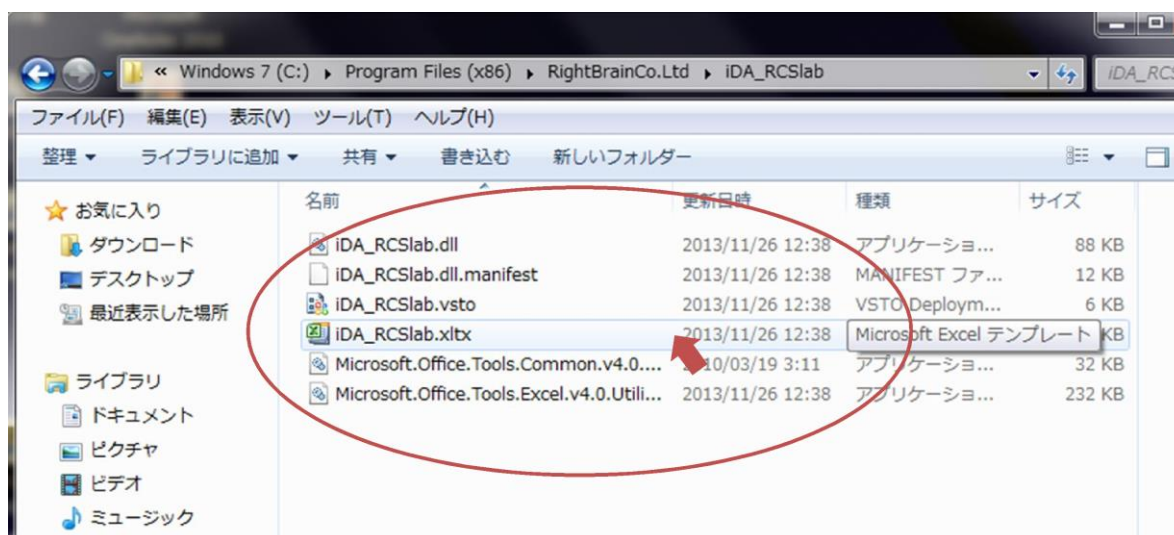 « Windows 7 (C:) ▸ Program Files (x86) ▸ RightBrainCo.Ltd ▸ iDA_RCSlab
iDA_RCS
ファイル(F) 編集(E) 表示(V) ツール(T) ヘルプ(H)
整理 ライブラリに追加 共有 書き込む 新しいフォルダー
お気に入り
ダウンロード
デスクトップ
最近表示した場所
ライブラリ
ドキュメント
ピクチャ
ビデオ
ミュージック
名前 更新日時 種類 サイズ
iDA_RCSlab.dll 2013/11/26 12:38 アプリケーショ... 88 KB
iDA_RCSlab.dll.manifest 2013/11/26 12:38 MANIFEST ファ... 12 KB
iDA_RCSlab.vsto 2013/11/26 12:38 VSTO Deploym... 6 KB
iDA_RCSlab.xltx 2013/11/26 12:38 Microsoft Excel テンプレート KB
Microsoft.Office.Tools.Common.v4.0.... 10/03/19 3:11 アプリケーショ... 32 KB
Microsoft.Office.Tools.Excel.v4.0.Utili... 2013/11/26 12:38 アプリケーショ... 232 KB